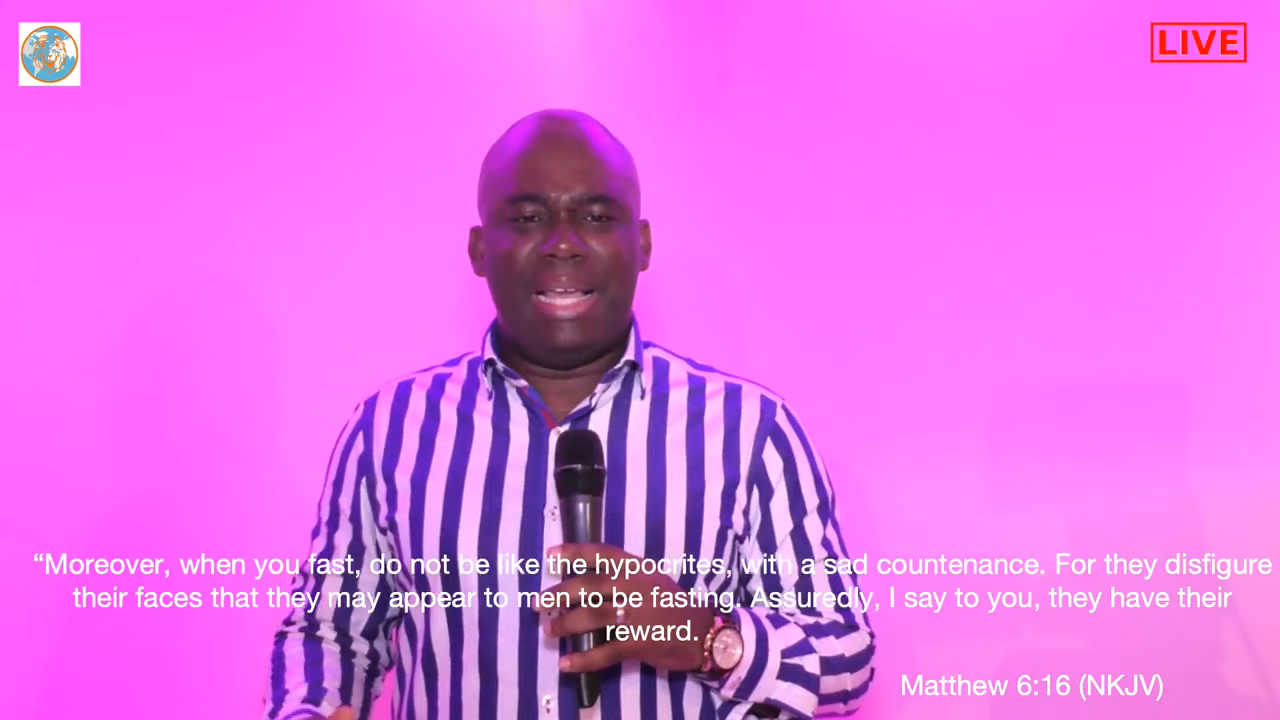 LIVE
“Moreover, when you fast, do not be like the hypocrites, with a sad countenance. For they disfigure
their faces that they may appear to men to be fasting. Assuredly, I say to you, they have their
reward.
Matthew 6:16 (NKJV)